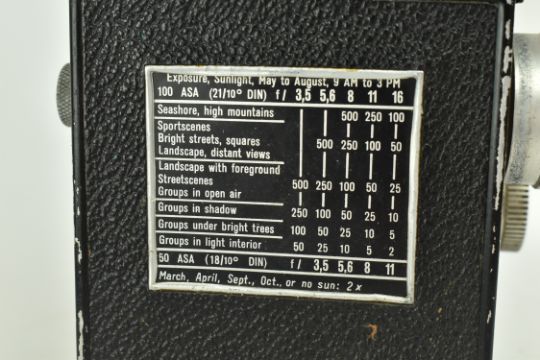 Exposure, Sunlight, May to August, 9 AM to 3 PM
100 ASA (21/10° DIN) f/ 3,5 5,6 8 11 16
Seashore, high mountains 500 250 100
Sportscenes
Bright streets, squares 500 250 100 50
Landscape, distant views
Landscape with foreground
Streetscenes 500 250 100 50 25
Groups in open air
Groups in shadow 250 100 50 25 10
Groups under bright trees 100 50 25 10 5
Groups in light interior 50 25 10 5 2
50 ASA (18/10° DIN) f/ 3,5 5,6 8 11
March, April, Sept., Oct., or no sun: 2x